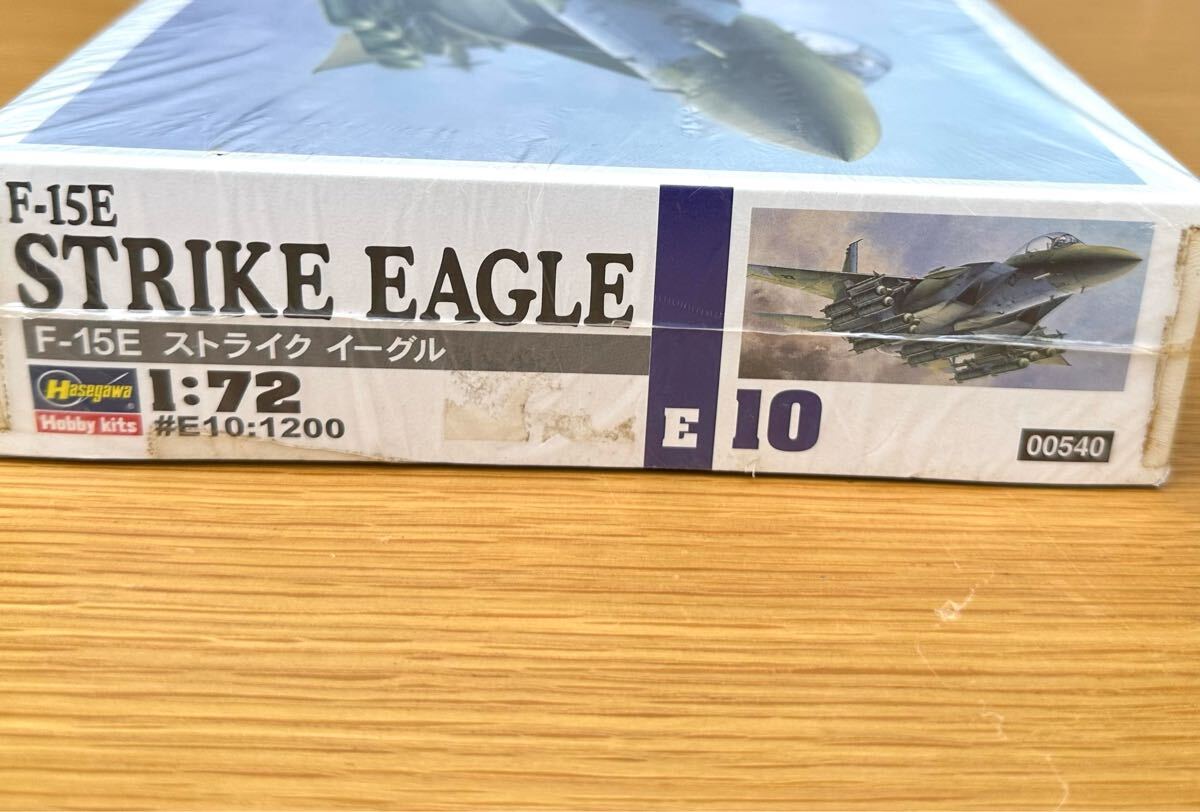 F-15E
STRIKE EAGLE
F-15E ストライク イーグル
Hasegawa
Hobby kits
1:72
#E10:1200
E 10
00540